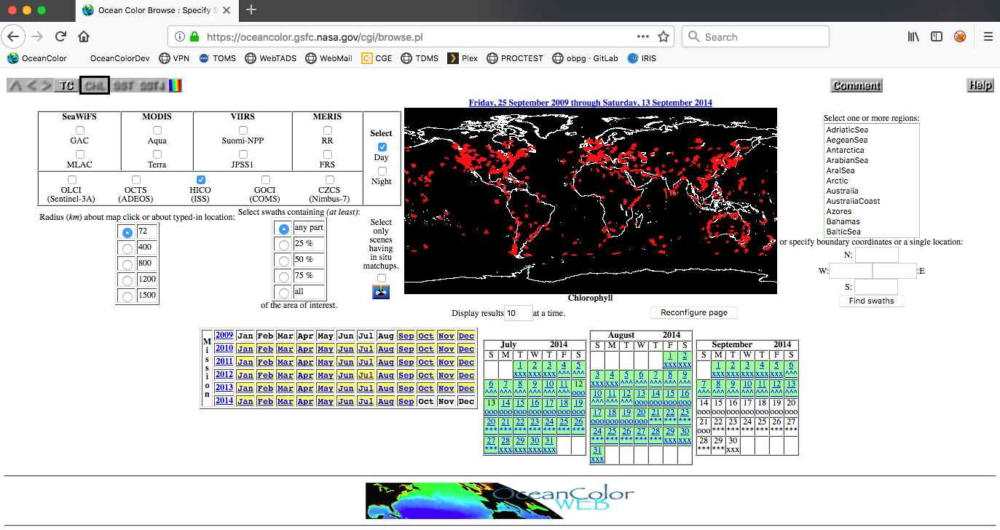 Ocean Color Browse : Specify S
https://oceancolor.gsfc.nasa.gov/cgi/browse.pl
Search
OceanColor OceanColorDev VPN TOMS WebTADS WebMail CGE TDMS Plex PROCTEST obpg · GitLab IRIS
TC CHL SST SST4 Comment Help
Friday, 25 September 2009 through Saturday, 13 September 2014
SeaWiFS MODIS VIIRS MERIS
GAC Aqua Suomi-NPP RR
MLAC Terra JPSS1 FRS
OLCI OCTS HICO GOCI CZCS
(Sentinel-3A) (ADEOS) (ISS) (COMS) (Nimbus-7)
Select
Day
Night
Radius (km) about map click or about typed-in location:
72
400
800
1200
1500
Select swaths containing (at least):
any part
25 %
50 %
75 %
all
of the area of interest.
Select
only
scenes
having
in situ
matchups.
Chlorophyll
Display results 10 at a time.
Reconfigure page
Select one or more regions:
AdriaticSea
AegeanSea
Antarctica
ArabianSea
AralSea
Arctic
Australia
AustraliaCoast
Azores
Bahamas
BalticSea
or specify boundary coordinates or a single location:
N:
W: :E
S:
Find swaths
Mission
2009 Jan Feb Mar Apr May Jun Jul Aug Sep Oct Nov Dec
2010 Jan Feb Mar Apr May Jun Jul Aug Sep Oct Nov Dec
2011 Jan Feb Mar Apr May Jun Jul Aug Sep Oct Nov Dec
2012 Jan Feb Mar Apr May Jun Jul Aug Sep Oct Nov Dec
2013 Jan Feb Mar Apr May Jun Jul Aug Sep Oct Nov Dec
2014 Jan Feb Mar Apr May Jun Jul Aug Sep Oct Nov Dec
July 2014
S M T W T F S
1 2 3 4 5
xxx xxx xxx ^^^ ^^^
6 7 8 9 10 11 12
^^^ ^^^ ^^^ ^^^ ^^^ ^^^ ooo
13 14 15 16 17 18 19
ooo ooo ooo ooo ooo ooo ooo
20 21 22 23 24 25 26
*** *** *** *** *** *** ***
27 28 29 30 31
*** xxx xxx xxx xxx
August 2014
S M T W T F S
1 2
xxx xxx
3 4 5 6 7 8 9
xxx xxx ^^^ ^^^ ^^^ ^^^ ^^^
10 11 12 13 14 15 16
^^^ ^^^ ^^^ ooo ooo ooo ooo
17 18 19 20 21 22 23
ooo ooo ooo ooo *** *** ***
24 25 26 27 28 29 30
*** *** *** *** *** xxx xxx
31
xxx
September 2014
S M T W T F S
1 2 3 4 5 6
xxx xxx xxx xxx xxx ^^^
7 8 9 10 11 12 13
^^^ ^^^ ^^^ ^^^ ^^^ ^^^ ^^^
14 15 16 17 18 19 20
ooo ooo ooo ooo ooo ooo ooo
21 22 23 24 25 26 27
ooo *** *** *** *** *** ***
28 29 30
*** *** xxx
OceanColor
WEB